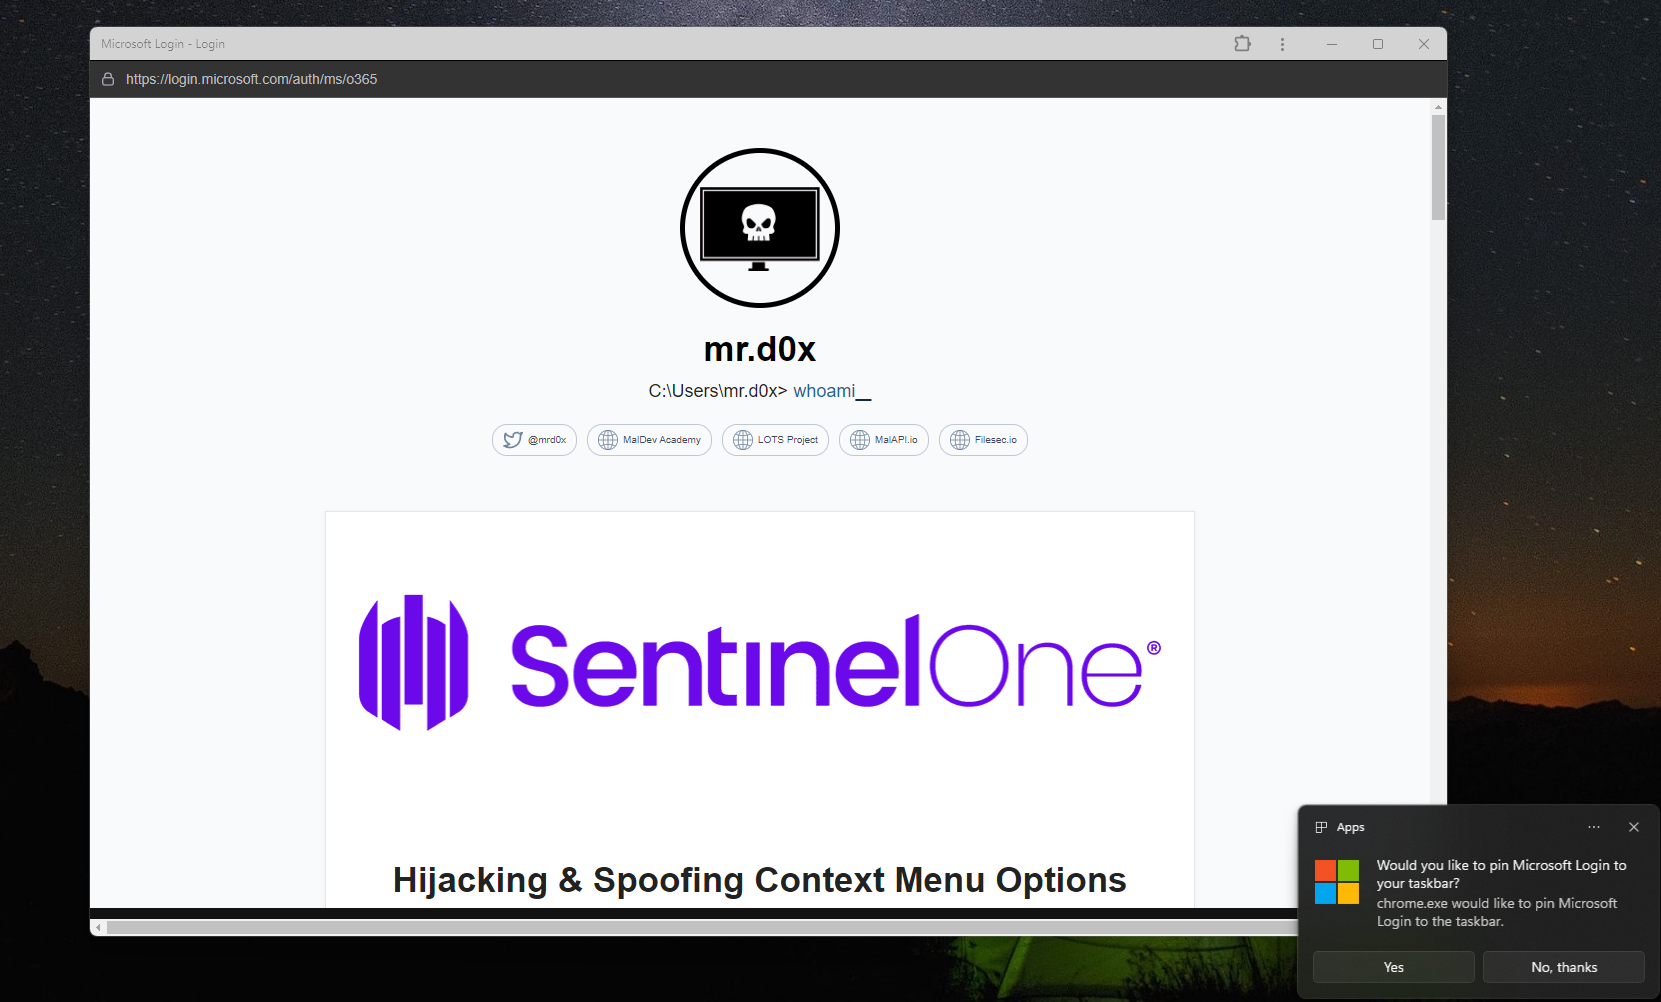 Microsoft Login - Login
https://login.microsoft.com/auth/ms/o365
mr.d0x
C:\Users\mr.d0x> whoami__
@mrd0x
MalDev Academy
LOTS Project
MalAPI.io
Filesec.io
SentinelOne®
Hijacking & Spoofing Context Menu Options
Apps
Would you like to pin Microsoft Login to
your taskbar?
chrome.exe would like to pin Microsoft
Login to the taskbar.
Yes
No, thanks